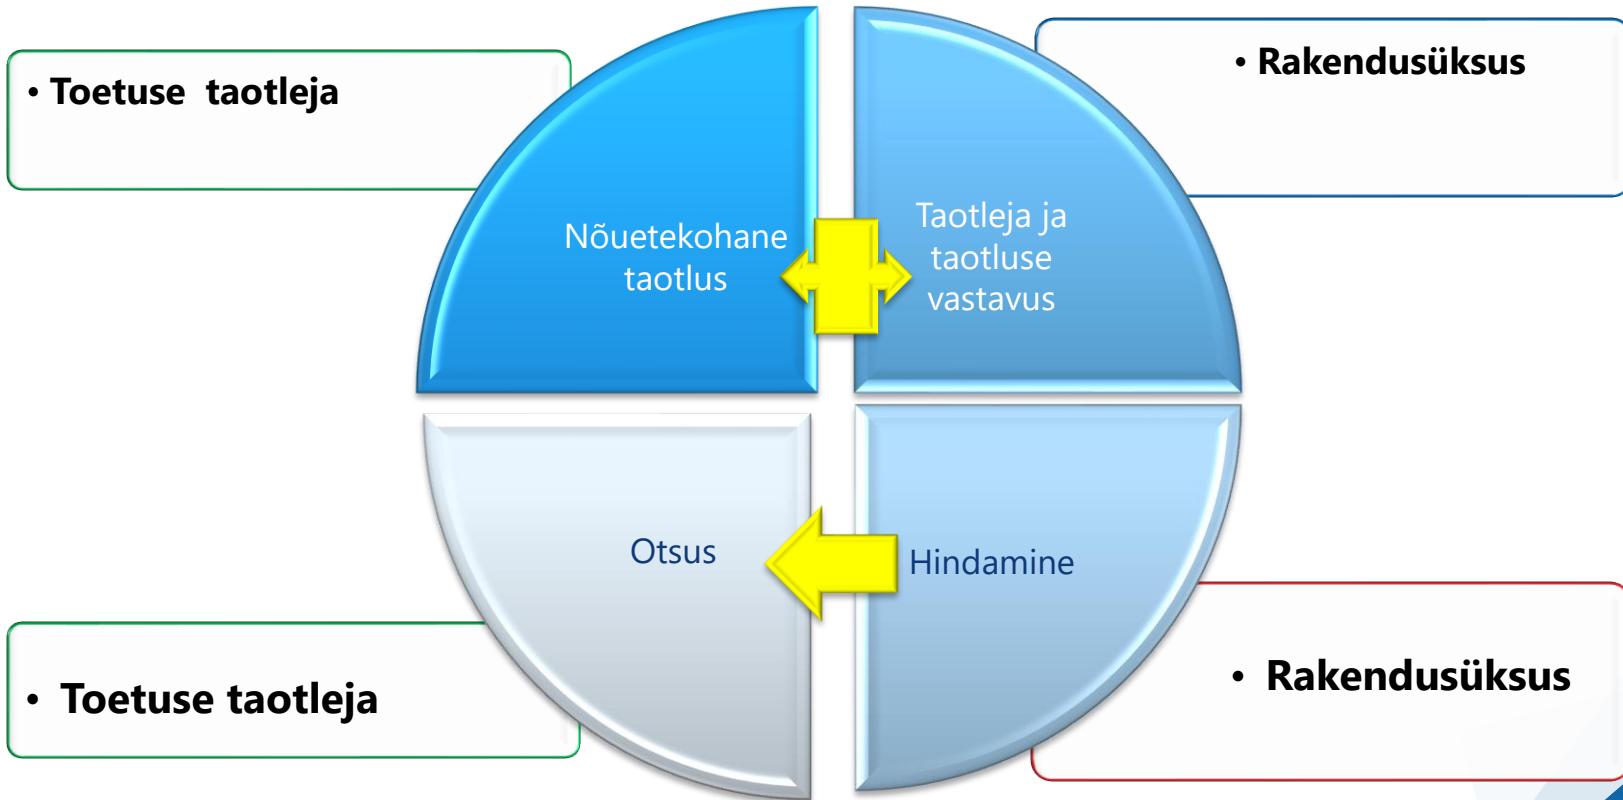 • Toetuse taotleja
• Rakendusüksus
Nõuetekohane
taotlus
Taotleja ja
taotluse
vastavus
Otsus
Hindamine
• Toetuse taotleja
• Rakendusüksus